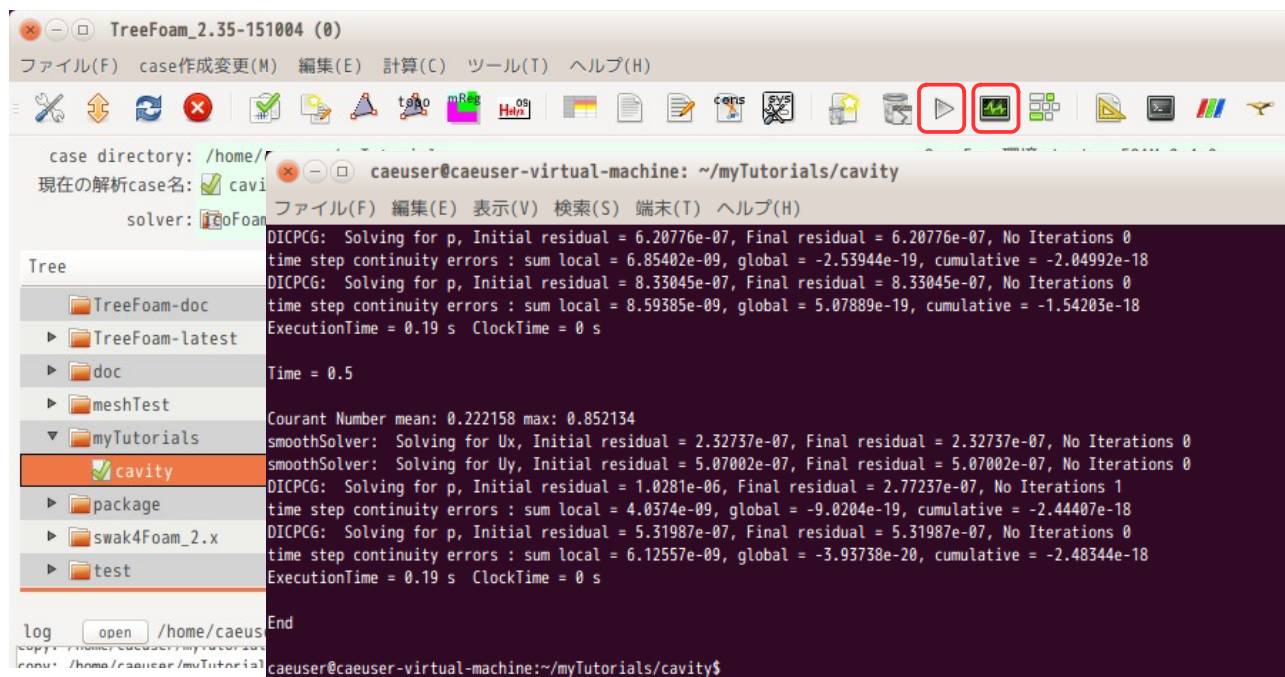 TreeFoam_2.35-151004 (0)
ファイル(F) case作成変更(M) 編集(E) 計算(C) ツール(T) ヘルプ(H)
topo mReg Helyx OS cons SYS
case directory: /home/
現在の解析case名: cavi
solver: icoFoam
Tree
TreeFoam-doc
TreeFoam-latest
doc
meshTest
myTutorials
cavity
package
swak4Foam_2.x
test
log open /home/caeus
copy: /home/caeuser/myTutorial
copy: /home/caeuser/myTutorial
caeuser@caeuser-virtual-machine: ~/myTutorials/cavity
ファイル(F) 編集(E) 表示(V) 検索(S) 端末(T) ヘルプ(H)
DICPCG:  Solving for p, Initial residual = 6.20776e-07, Final residual = 6.20776e-07, No Iterations 0
time step continuity errors : sum local = 6.85402e-09, global = -2.53944e-19, cumulative = -2.04992e-18
DICPCG:  Solving for p, Initial residual = 8.33045e-07, Final residual = 8.33045e-07, No Iterations 0
time step continuity errors : sum local = 8.59385e-09, global = 5.07889e-19, cumulative = -1.54203e-18
ExecutionTime = 0.19 s  ClockTime = 0 s
Time = 0.5
Courant Number mean: 0.222158 max: 0.852134
smoothSolver:  Solving for Ux, Initial residual = 2.32737e-07, Final residual = 2.32737e-07, No Iterations 0
smoothSolver:  Solving for Uy, Initial residual = 5.07002e-07, Final residual = 5.07002e-07, No Iterations 0
DICPCG:  Solving for p, Initial residual = 1.0281e-06, Final residual = 2.77237e-07, No Iterations 1
time step continuity errors : sum local = 4.0374e-09, global = -9.0204e-19, cumulative = -2.44407e-18
DICPCG:  Solving for p, Initial residual = 5.31987e-07, Final residual = 5.31987e-07, No Iterations 0
time step continuity errors : sum local = 6.12557e-09, global = -3.93738e-20, cumulative = -2.48344e-18
ExecutionTime = 0.19 s  ClockTime = 0 s
End
caeuser@caeuser-virtual-machine:~/myTutorials/cavity$